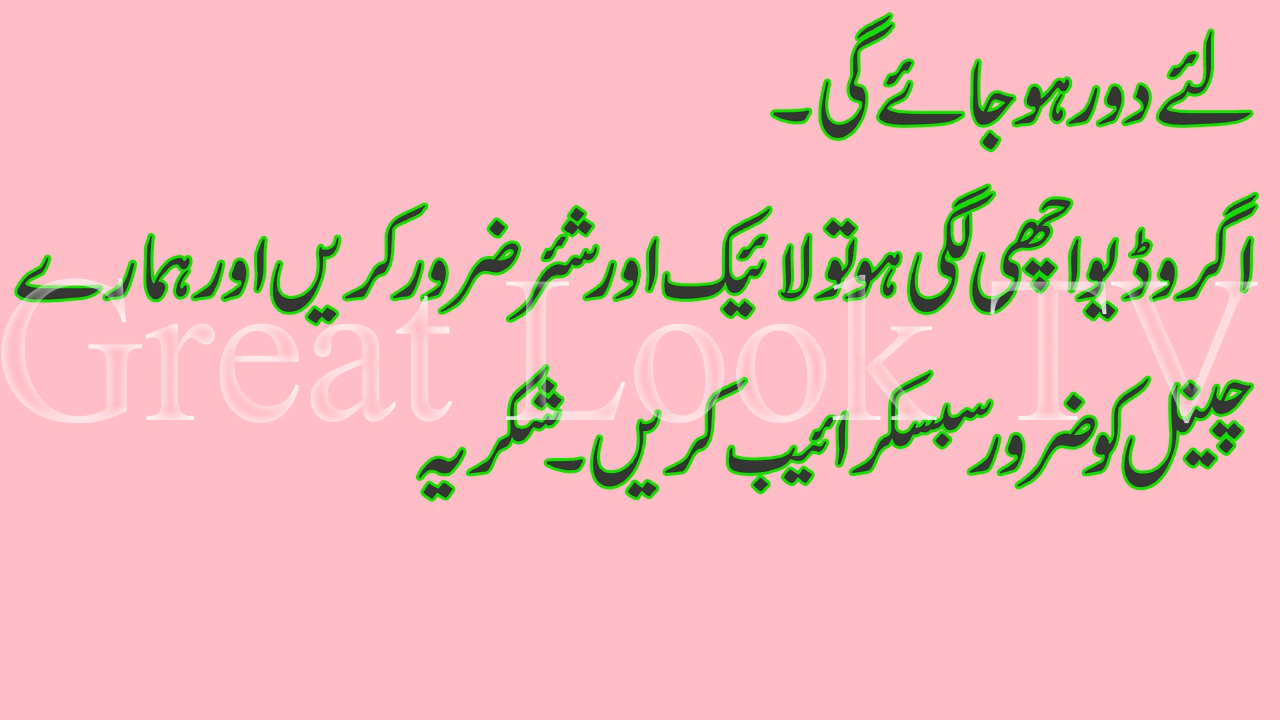 لئے دور ہو جائے گی۔
اگر وڈیو اچھی لگی ہو تو لائیک اور شئر ضرور کریں اور ہمارے
چینل کو ضرور سبسکرائیب کریں۔ شکریہ
Great Look TV